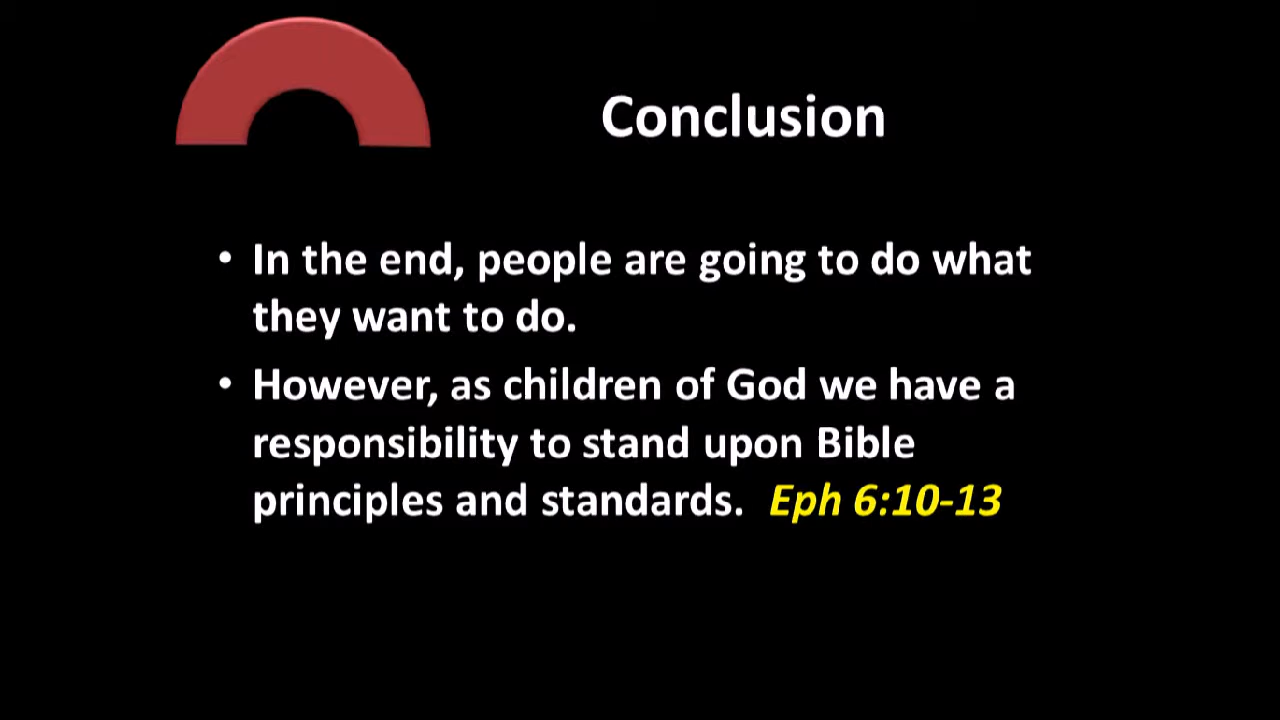 Conclusion
• In the end, people are going to do what
they want to do.
• However, as children of God we have a
responsibility to stand upon Bible
principles and standards. Eph 6:10-13